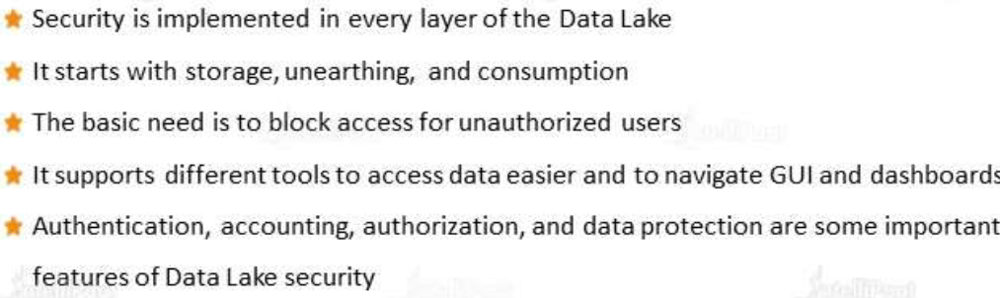 Security is implemented in every layer of the Data Lake
It starts with storage, unearthing, and consumption
The basic need is to block access for unauthorized users
It supports different tools to access data easier and to navigate GUI and dashboards
Authentication, accounting, authorization, and data protection are some important
features of Data Lake security